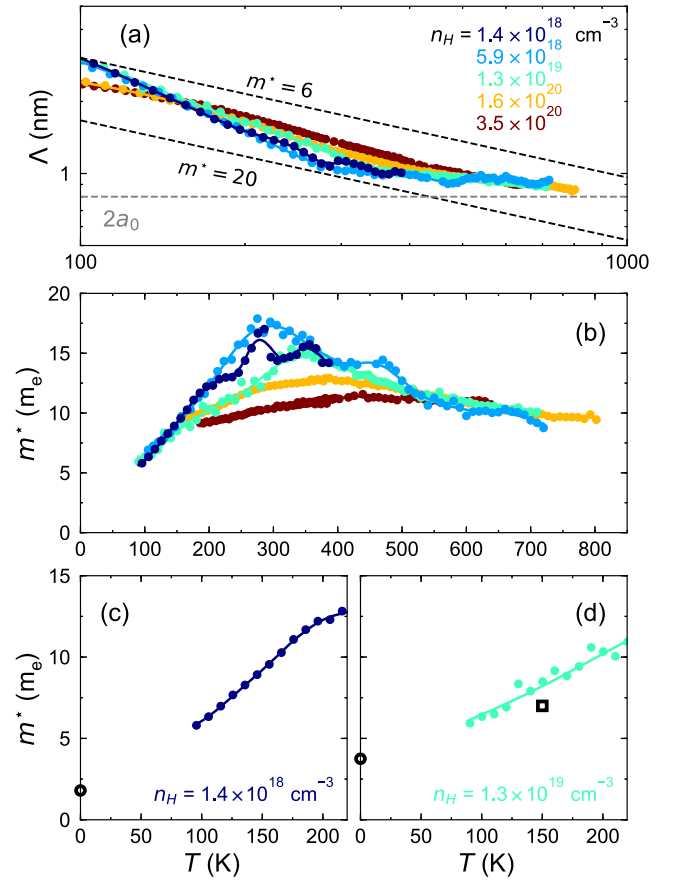 (a)
n_H = 1.4 × 10^18 cm^−3
5.9 × 10^18
1.3 × 10^19
1.6 × 10^20
3.5 × 10^20
m* = 6
m* = 20
2a_0
Λ (nm)
1
100
1000
(b)
m* (m_e)
20
15
10
5
0
0 100 200 300 400 500 600 700 800
(c)
(d)
m* (m_e)
15
10
5
0
n_H = 1.4 × 10^18 cm^−3
n_H = 1.3 × 10^19 cm^−3
0 50 100 150 200
0 50 100 150 200
T (K)
T (K)